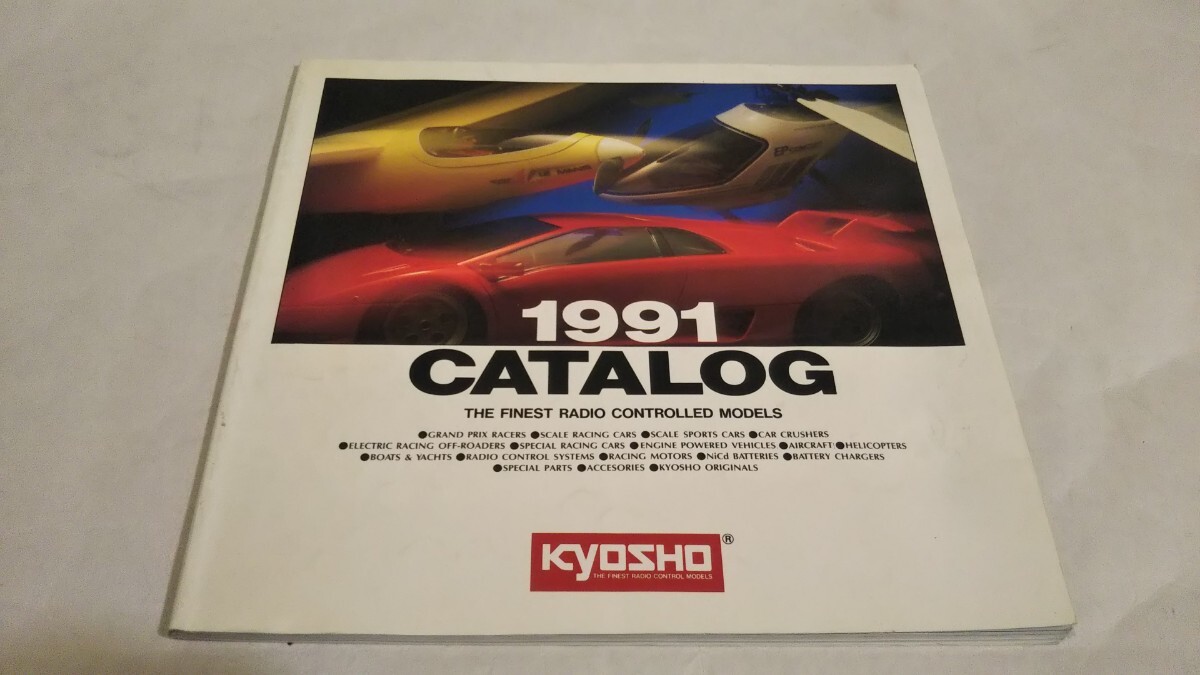 EP
1991
CATALOG
THE FINEST RADIO CONTROLLED MODELS
●GRAND PRIX RACERS ●SCALE RACING CARS ●SCALE SPORTS CARS ●CAR CRUSHERS
●ELECTRIC RACING OFF-ROADERS ●SPECIAL RACING CARS ●ENGINE POWERED VEHICLES ●AIRCRAFT ●HELICOPTERS
●BOATS & YACHTS ●RADIO CONTROL SYSTEMS ●RACING MOTORS ●NiCd BATTERIES ●BATTERY CHARGERS
●SPECIAL PARTS ●ACCESORIES ●KYOSHO ORIGINALS
KYOSHO®
THE FINEST RADIO CONTROL MODELS